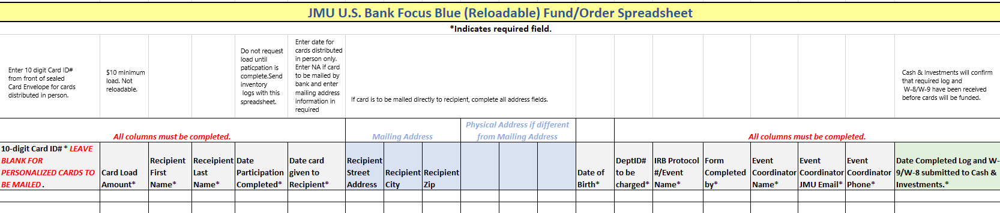 JMU U.S. Bank Focus Blue (Reloadable) Fund/Order Spreadsheet
*Indicates required field.
Enter 10 digit Card ID#
from front of sealed
Card Envelope for cards
distributed in person.
$10 minimum
load. Not
reloadable.
Do not request
load until
paticpation is
complete.Send
inventory
logs with this
spreadsheet.
Enter date for
cards distributed
in person only.
Enter NA if card
to be mailed by
bank and enter
mailing address
information in
required
If card is to be mailed directly to recipient, complete all address fields.
Cash & Investments will confirm
that required log and
W-8/W-9 have been received
before cards will be funded.
All columns must be completed.
Mailing Address
Physical Address if different
from Mailing Address
All columns must be completed.
10-digit Card ID# * LEAVE
BLANK FOR
PERSONALIZED CARDS TO
BE MAILED .
Card Load
Amount*
Recipient
First
Name*
Receipient
Last
Name*
Date
Participation
Completed*
Date card
given to
Recipient*
Recipient
Street
Address
Recipient
City
Recipient
Zip
Date of
Birth*
DeptID#
to be
charged*
IRB Protocol
#/Event
Name*
Form
Completed
by*
Event
Coordinator
Name*
Event
Coordinator
JMU Email*
Event
Coordinator
Phone*
Date Completed Log and W-
9/W-8 submitted to Cash &
Investments.*